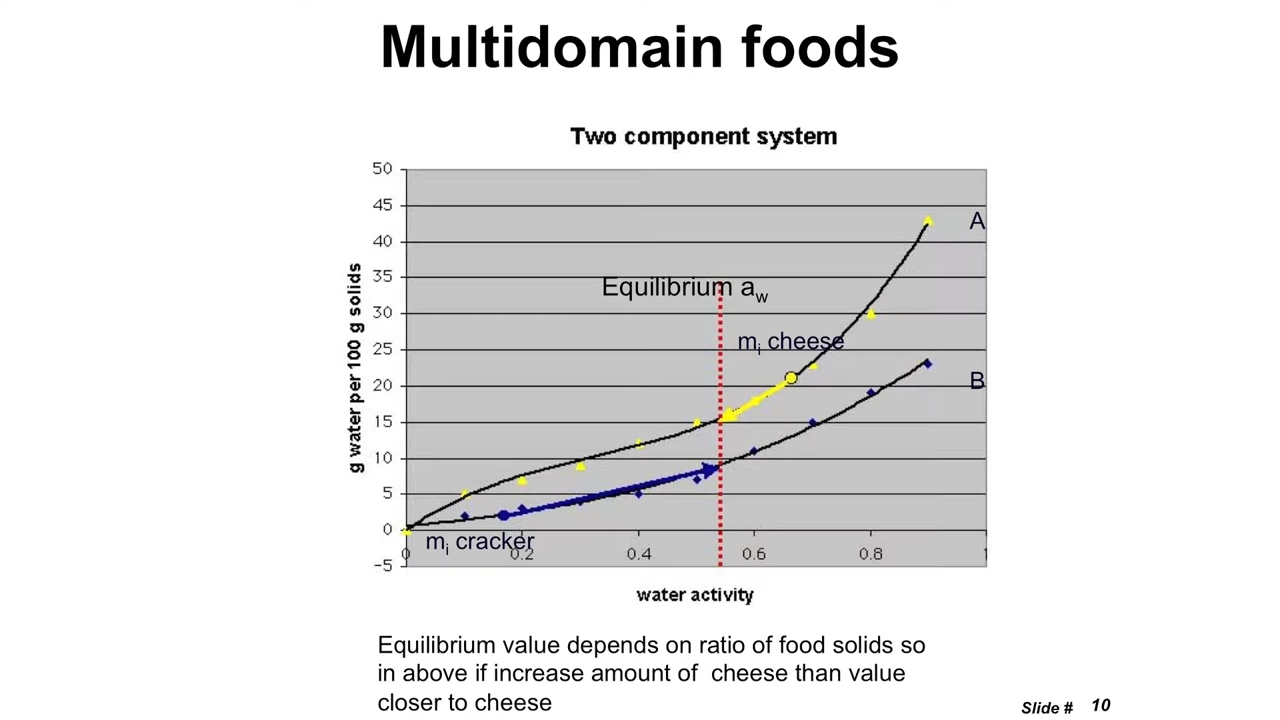 Multidomain foods
Two component system
50
45
40
35
30
25
20
15
10
5
0
-5
g water per 100 g solids
A
Equilibrium aw
mi cheese
B
mi cracker
0 0.2 0.4 0.6 0.8 1
water activity
Equilibrium value depends on ratio of food solids so
in above if increase amount of cheese than value
closer to cheese
Slide # 10